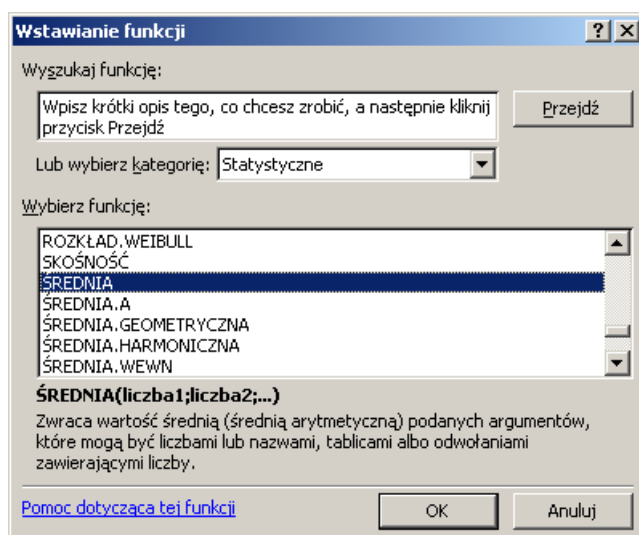 Wstawianie funkcji
Wyszukaj funkcję:
Wpisz krótki opis tego, co chcesz zrobić, a następnie kliknij
przycisk Przejdź
Przejdź
Lub wybierz kategorię: Statystyczne
Wybierz funkcję:
ROZKŁAD.WEIBULL
SKOŚNOŚĆ
ŚREDNIA
ŚREDNIA.A
ŚREDNIA.GEOMETRYCZNA
ŚREDNIA.HARMONICZNA
ŚREDNIA.WEWN
ŚREDNIA(liczba1;liczba2;...)
Zwraca wartość średnią (średnią arytmetyczną) podanych argumentów,
które mogą być liczbami lub nazwami, tablicami albo odwołaniami
zawierającymi liczby.
Pomoc dotycząca tej funkcji
OK
Anuluj